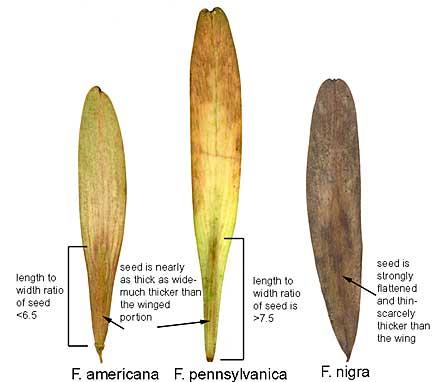 length to
width ratio
of seed
<6.5
seed is nearly
as thick as wide-
much thicker than
the winged
portion
length to
width ratio
of seed is
>7.5
seed is
strongly
flattened
and thin-
scarcely
thicker than
the wing
F. americana
F. pennsylvanica
F. nigra